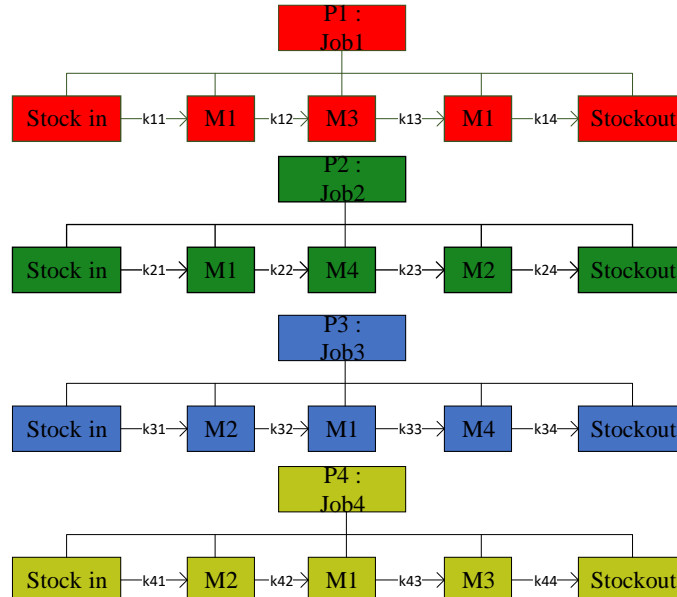 P1 :
Job1
Stock in k11 M1 k12 M3 k13 M1 k14 Stockout
P2 :
Job2
Stock in k21 M1 k22 M4 k23 M2 k24 Stockout
P3 :
Job3
Stock in k31 M2 k32 M1 k33 M4 k34 Stockout
P4 :
Job4
Stock in k41 M2 k42 M1 k43 M3 k44 Stockout